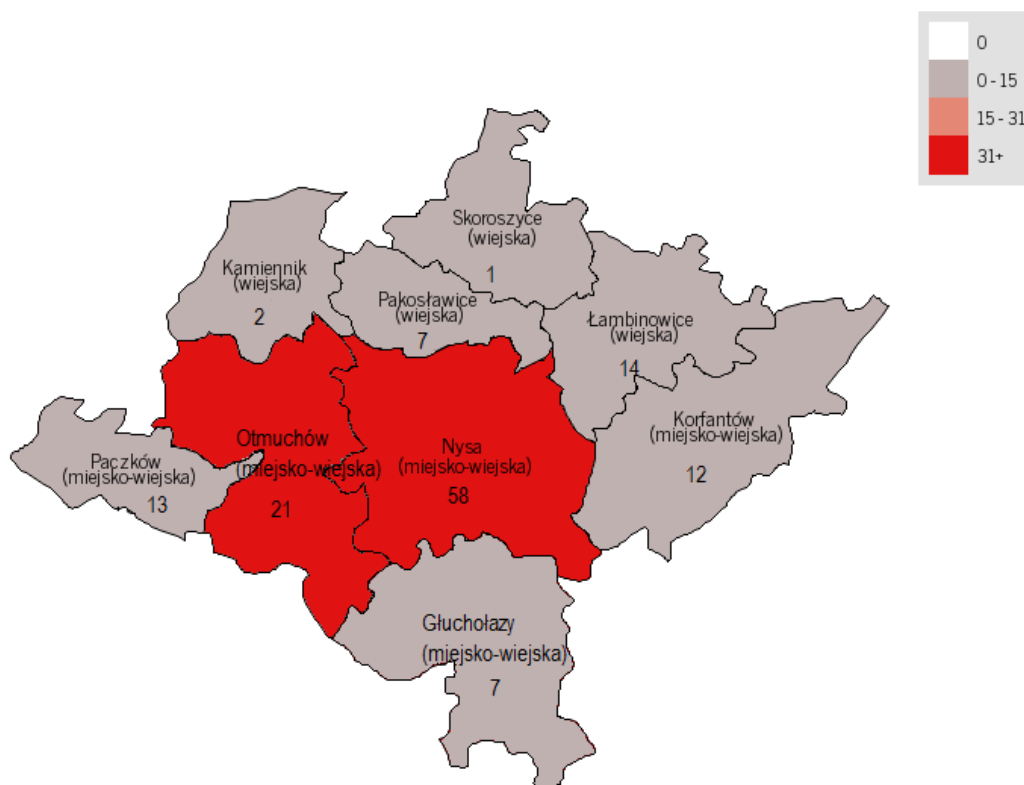 0
0 - 15
15 - 31
31+
Skoroszyce
(wiejska)
1
Kamiennik
(wiejska)
2
Pakosławice
(wiejska)
7
Łambinowice
(wiejska)
14
Korfantów
(miejsko-wiejska)
12
Otmuchów
(miejsko-wiejska)
21
Nysa
(miejsko-wiejska)
58
Paczków
(miejsko-wiejska)
13
Głuchołazy
(miejsko-wiejska)
7